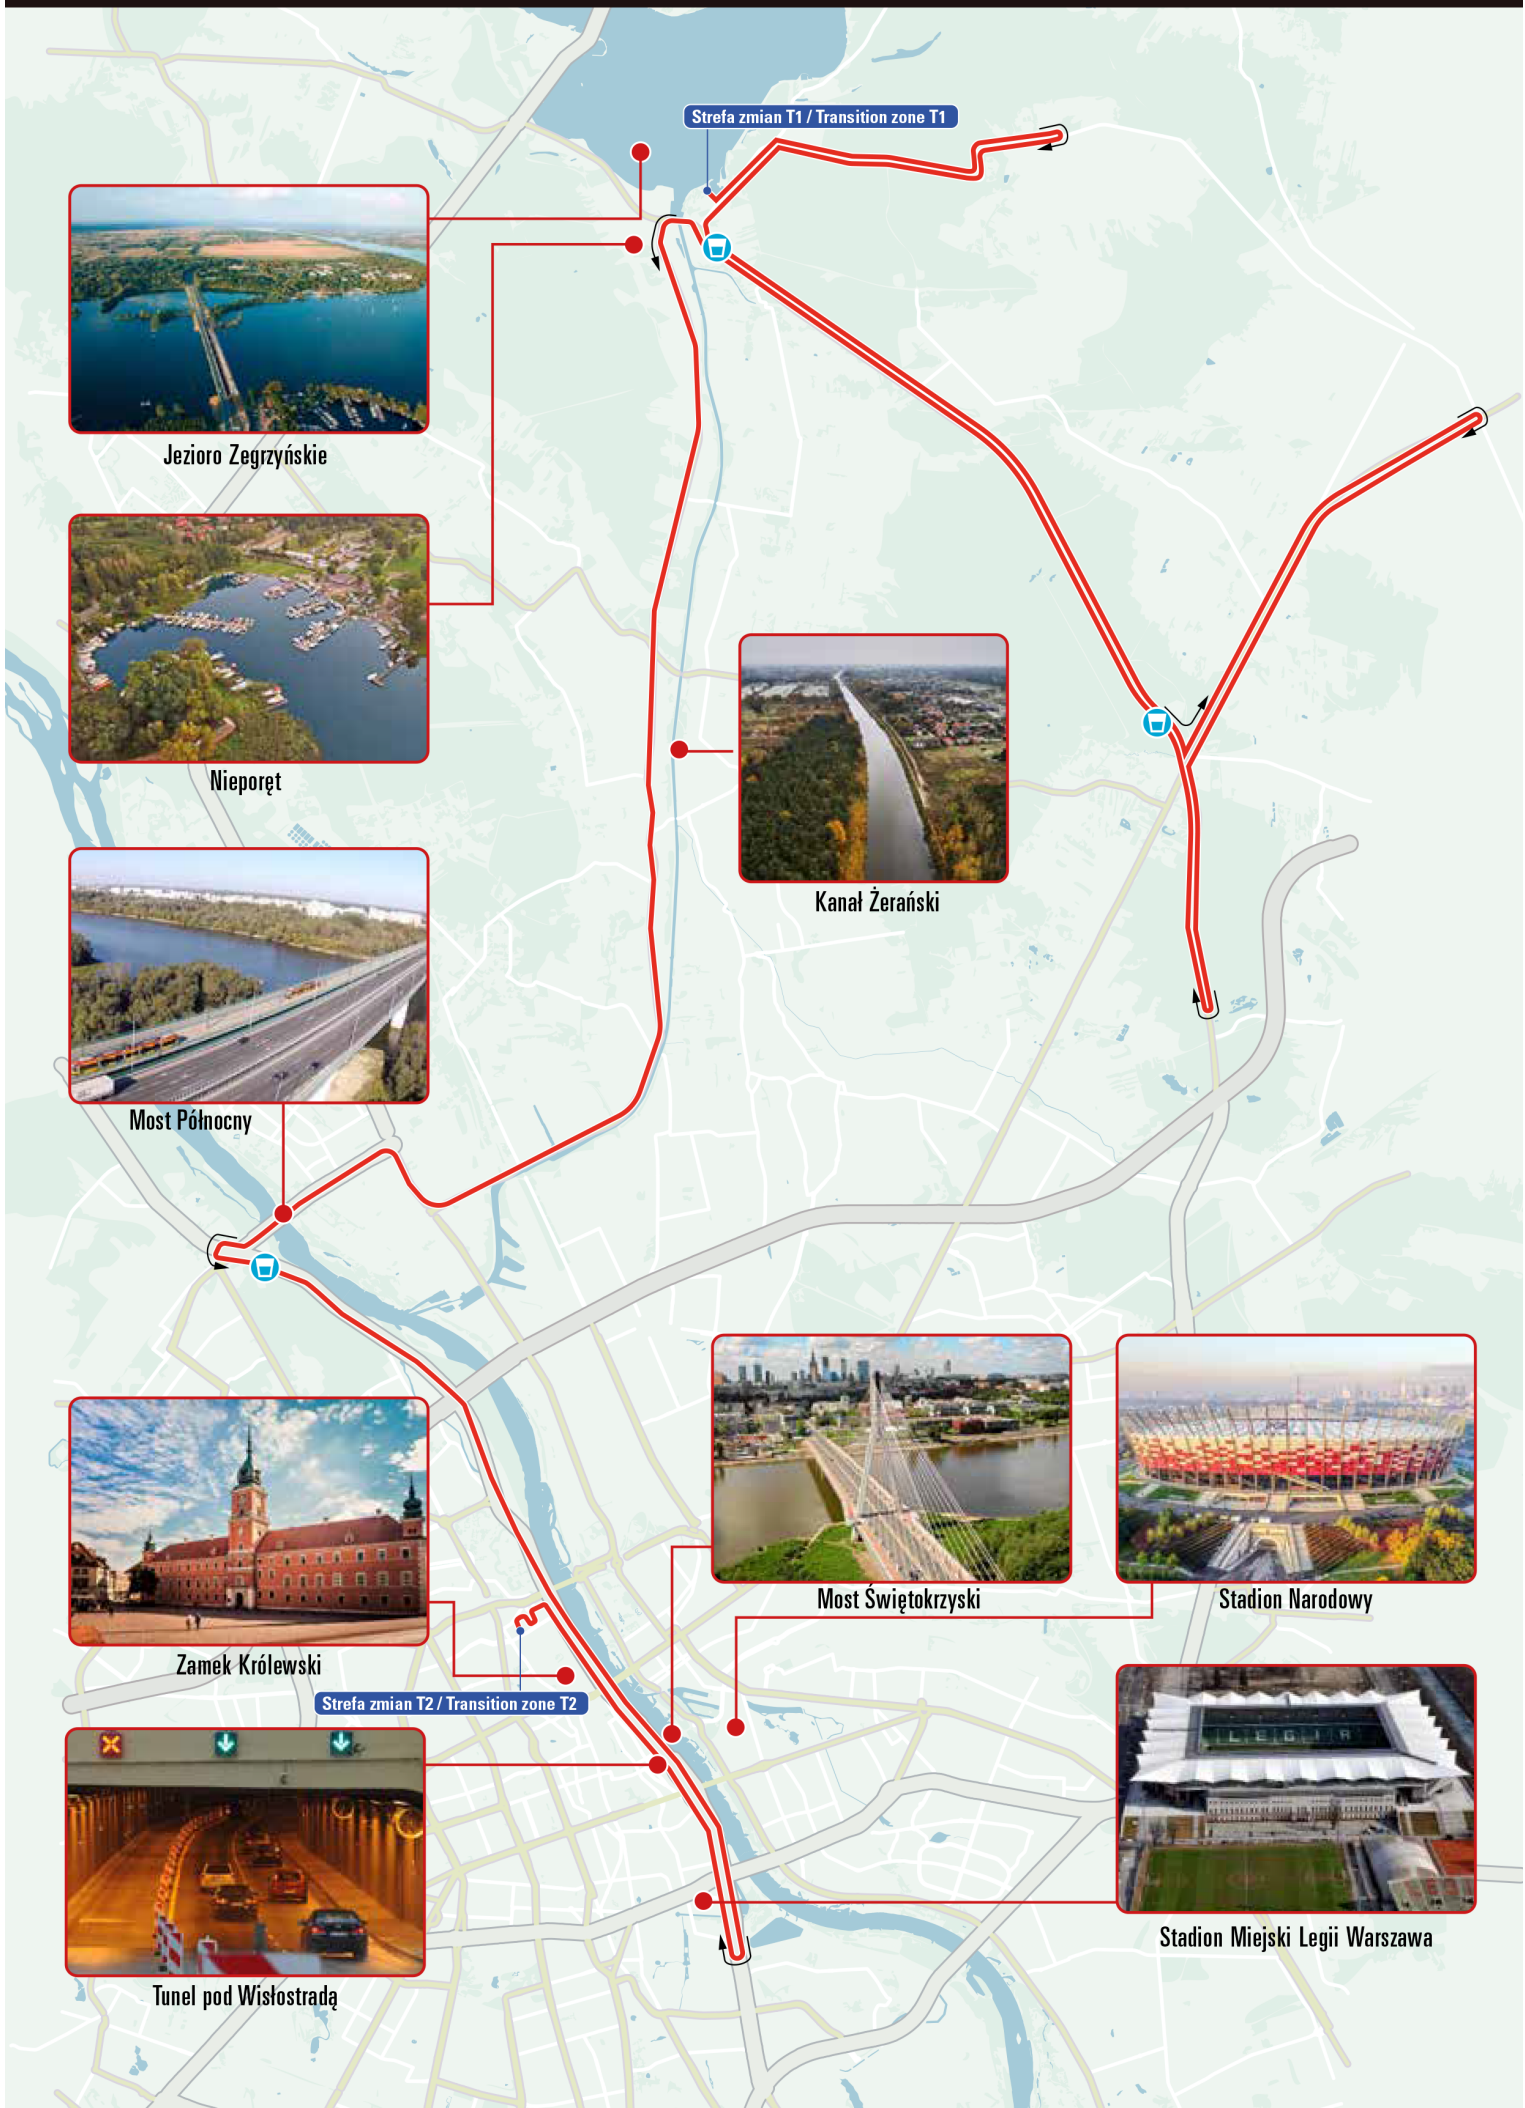 Strefa zmian T1 / Transition zone T1
Jezioro Zegrzyńskie
Nieporęt
Kanał Żerański
Most Północny
Most Świętokrzyski
Stadion Narodowy
Zamek Królewski
Strefa zmian T2 / Transition zone T2
LEGIA
Stadion Miejski Legii Warszawa
Tunel pod Wisłostradą